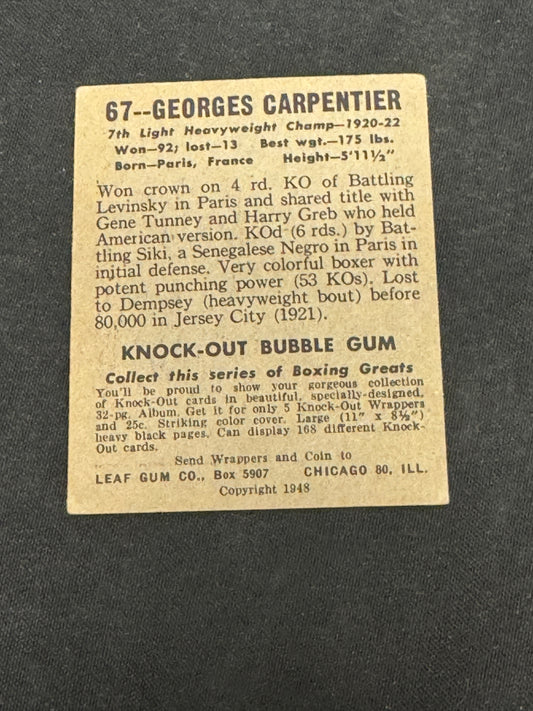 67--GEORGES CARPENTIER
7th Light Heavyweight Champ—1920-22
Won—92; lost—13 Best wgt.—175 lbs.
Born—Paris, France Height—5'11½"
Won crown on 4 rd. KO of Battling
Levinsky in Paris and shared title with
Gene Tunney and Harry Greb who held
American version. KOd (6 rds.) by Bat-
tling Siki, a Senegalese Negro in Paris in
initial defense. Very colorful boxer with
potent punching power (53 KOs). Lost
to Dempsey (heavyweight bout) before
80,000 in Jersey City (1921).
KNOCK-OUT BUBBLE GUM
Collect this series of Boxing Greats
You'll be proud to show your gorgeous collection
of Knock-Out cards in beautiful, specially-designed,
32-pg. Album. Get it for only 5 Knock-Out Wrappers
and 25c. Striking color cover. Large (11" x 8½")
heavy black pages. Can display 168 different Knock-
Out cards.
Send Wrappers and Coin to
LEAF GUM CO., Box 5907 CHICAGO 80, ILL.
Copyright 1948